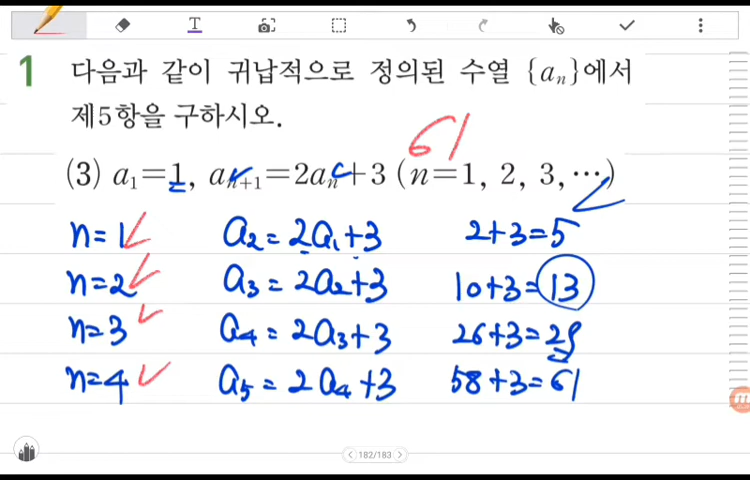 1 다음과 같이 귀납적으로 정의된 수열 {aₙ}에서
제5항을 구하시오.
61
(3) a₁=1, aₙ₊₁=2aₙ+3 (n=1, 2, 3, ⋯)
n=1 a₂=2a₁+3 2+3=5
n=2 a₃=2a₂+3 10+3=13
n=3 a₄=2a₃+3 26+3=29
n=4 a₅=2a₄+3 58+3=61
182/183